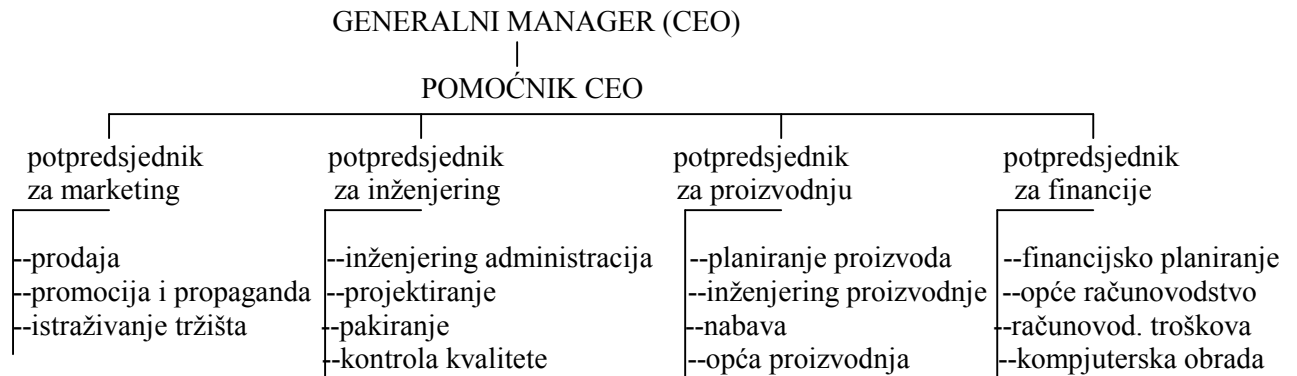 GENERALNI MANAGER (CEO)
POMOĆNIK CEO
potpredsjednik
za marketing
--prodaja
--promocija i propaganda
--istraživanje tržišta
potpredsjednik
za inženjering
--inženjering administracija
--projektiranje
--pakiranje
--kontrola kvalitete
potpredsjednik
za proizvodnju
--planiranje proizvoda
--inženjering proizvodnje
--nabava
--opća proizvodnja
potpredsjednik
za financije
--financijsko planiranje
--opće računovodstvo
--računovod. troškova
--kompjuterska obrada